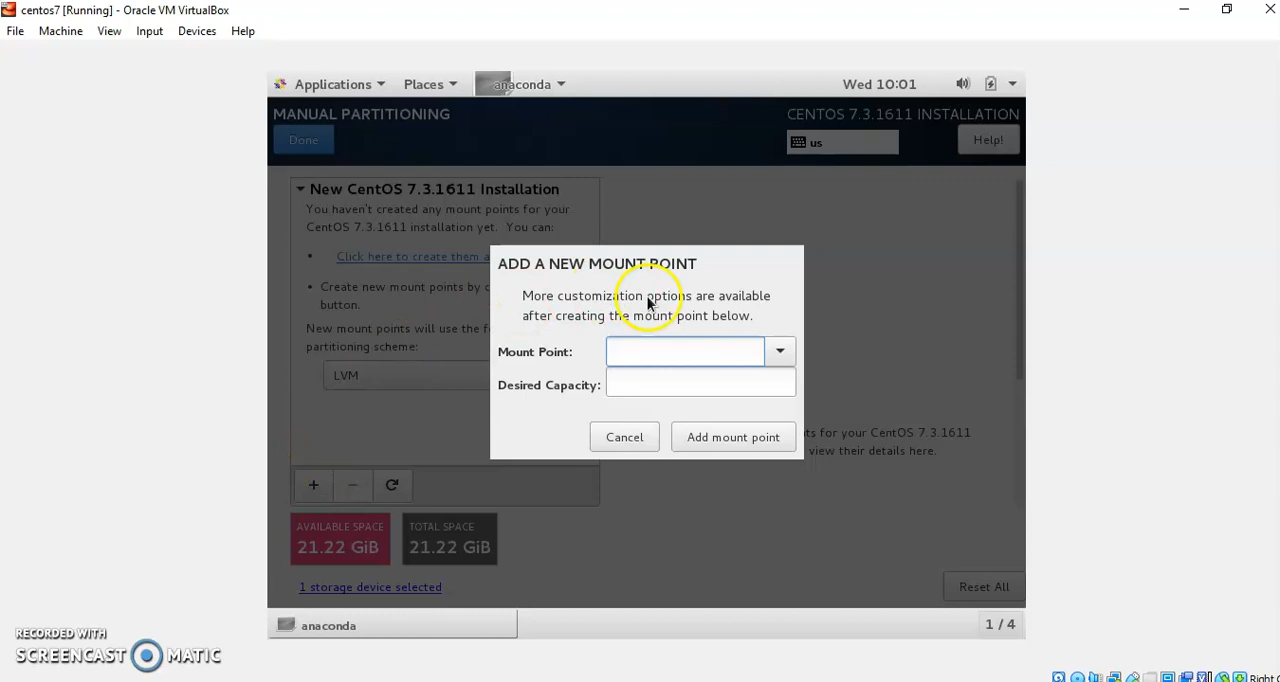 centos7 [Running] - Oracle VM VirtualBox
File Machine View Input Devices Help
Applications Places anaconda Wed 10:01
MANUAL PARTITIONING
CENTOS 7.3.1611 INSTALLATION
Done
us
Help!
New CentOS 7.3.1611 Installation
You haven't created any mount points for your
CentOS 7.3.1611 installation yet. You can:
• Click here to create them a
• Create new mount points by c
button.
New mount points will use the f
partitioning scheme:
LVM
ADD A NEW MOUNT POINT
More customization options are available
after creating the mount point below.
Mount Point:
Desired Capacity:
Cancel
Add mount point
ts for your CentOS 7.3.1611
view their details here.
+ − 
AVAILABLE SPACE
21.22 GiB
TOTAL SPACE
21.22 GiB
1 storage device selected
Reset All
anaconda
1 / 4
RECORDED WITH
SCREENCAST MATIC
Right C